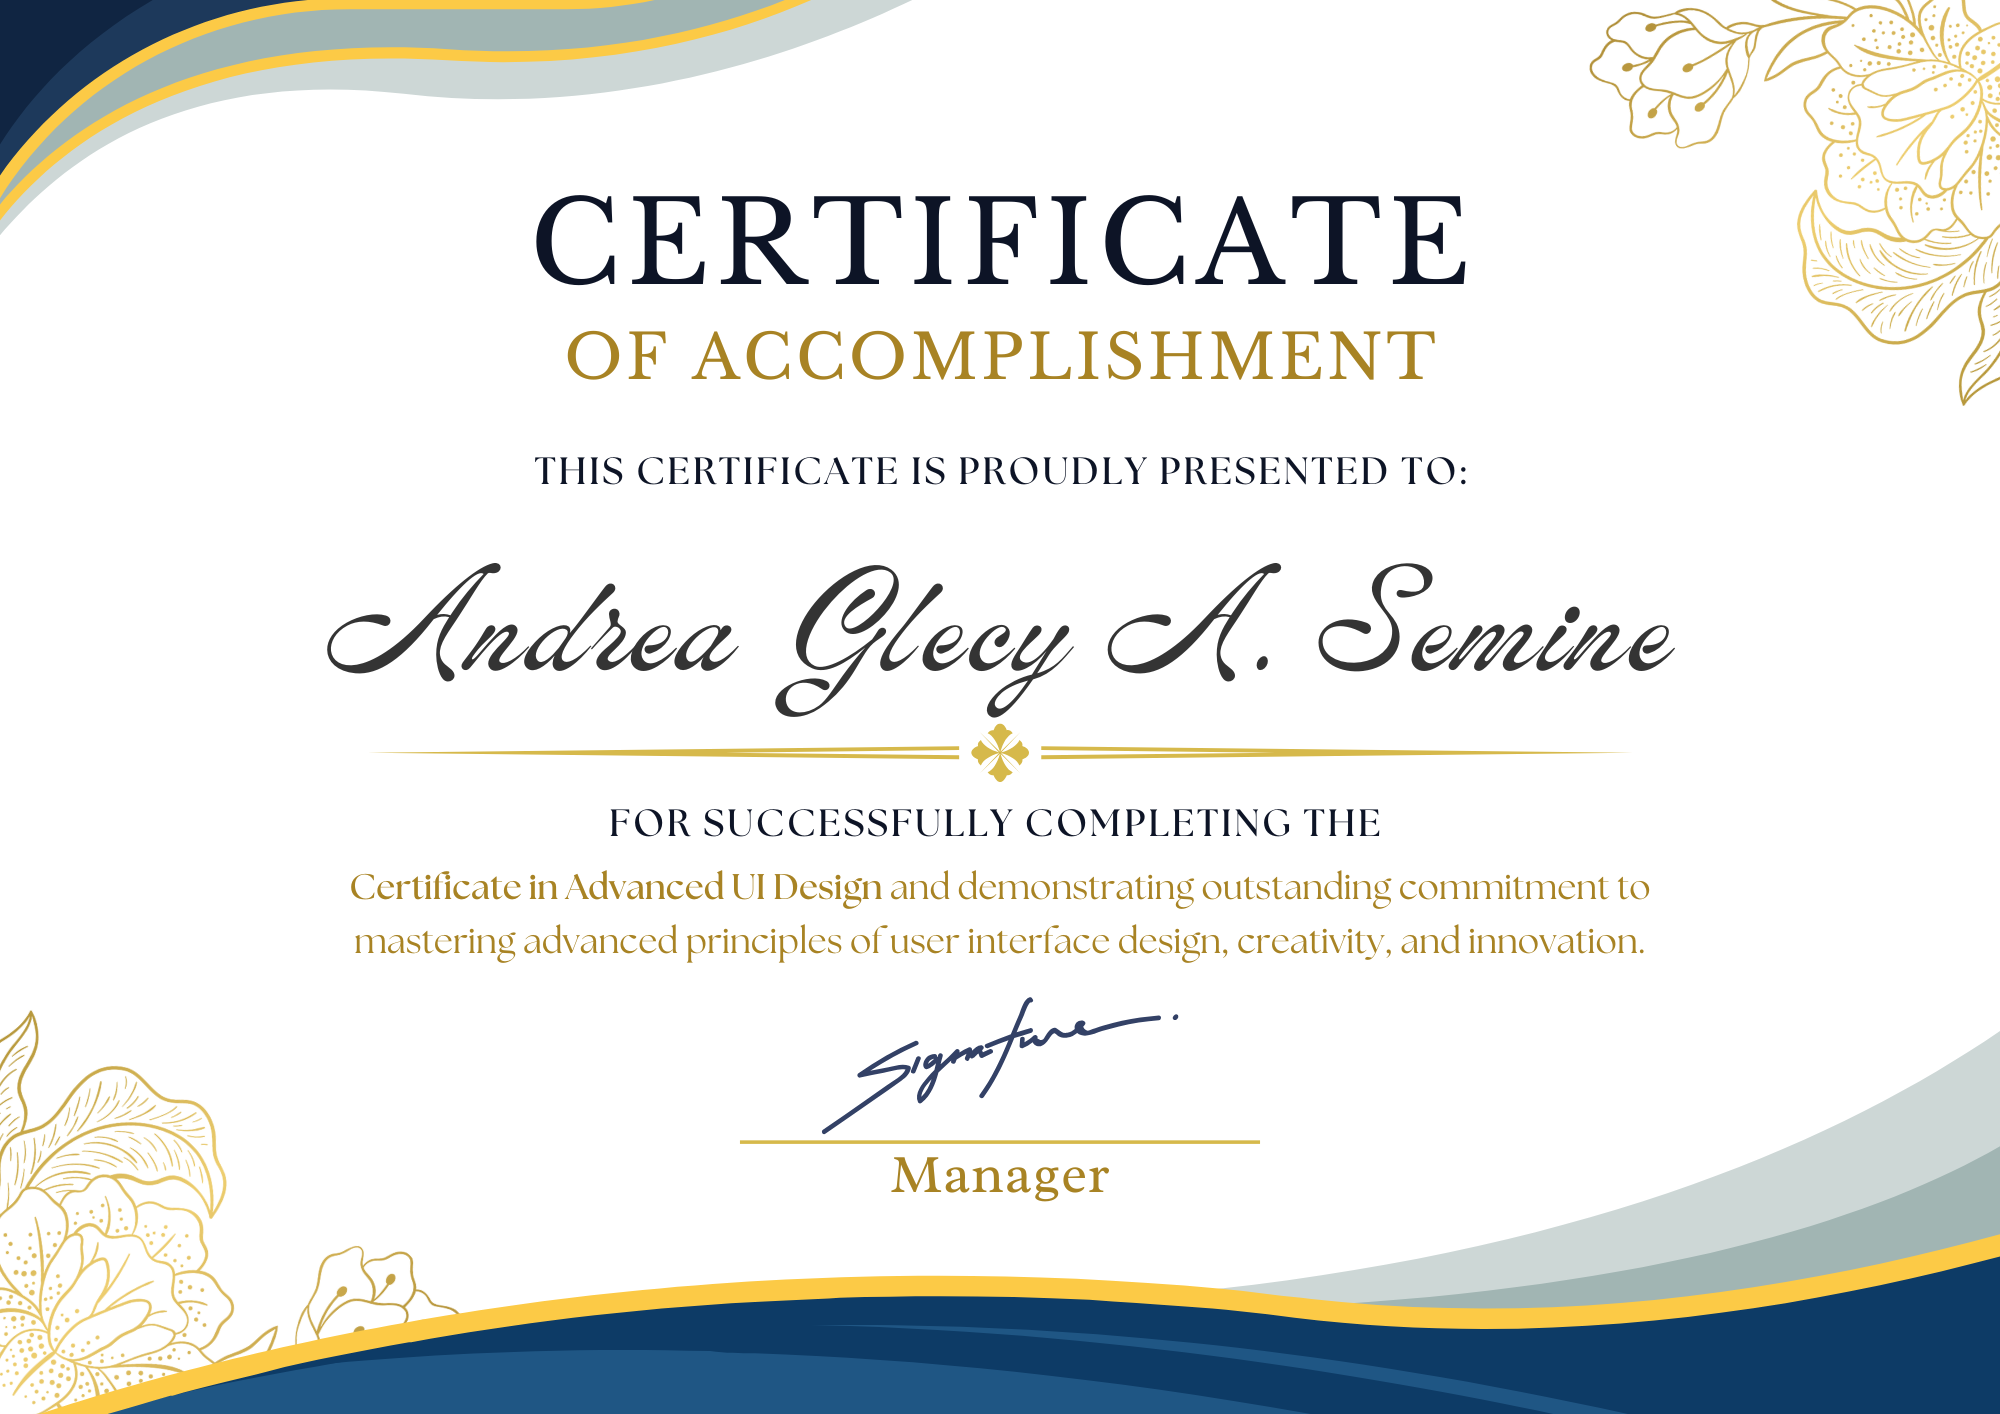 CERTIFICATE
OF ACCOMPLISHMENT
THIS CERTIFICATE IS PROUDLY PRESENTED TO:
Andrea Glecy A. Semine
FOR SUCCESSFULLY COMPLETING THE
Certificate in Advanced UI Design and demonstrating outstanding commitment to
mastering advanced principles of user interface design, creativity, and innovation.
Signature.
Manager